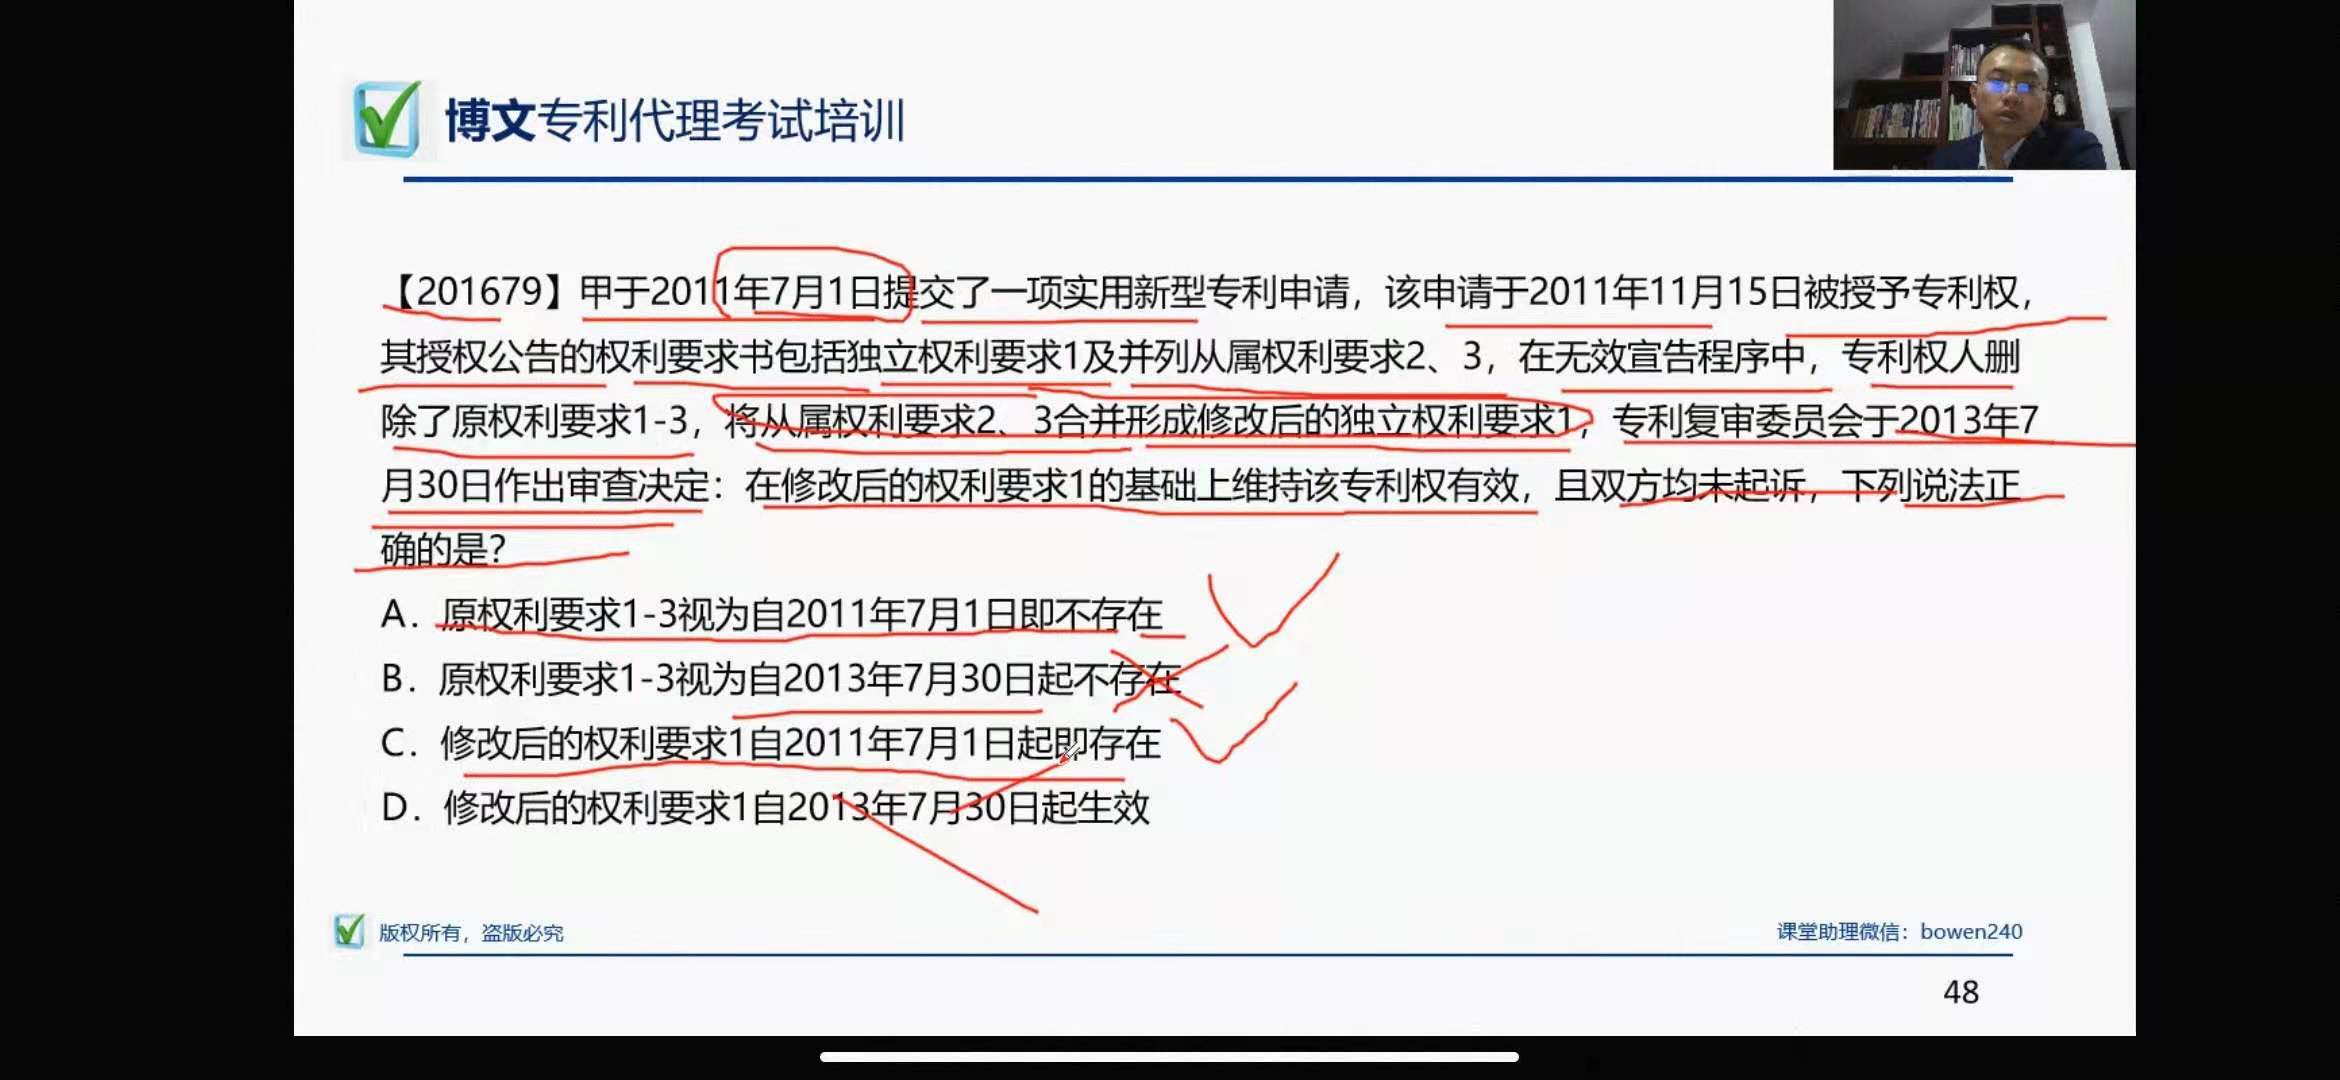 博文专利代理考试培训
【201679】甲于2011年7月1日提交了一项实用新型专利申请，该申请于2011年11月15日被授予专利权，
其授权公告的权利要求书包括独立权利要求1及并列从属权利要求2、3，在无效宣告程序中，专利权人删
除了原权利要求1-3，将从属权利要求2、3合并形成修改后的独立权利要求1，专利复审委员会于2013年7
月30日作出审查决定：在修改后的权利要求1的基础上维持该专利权有效，且双方均未起诉，下列说法正
确的是？
A．原权利要求1-3视为自2011年7月1日即不存在
B．原权利要求1-3视为自2013年7月30日起不存在
C．修改后的权利要求1自2011年7月1日起即存在
D．修改后的权利要求1自2013年7月30日起生效
版权所有，盗版必究
课堂助理微信：bowen240
48